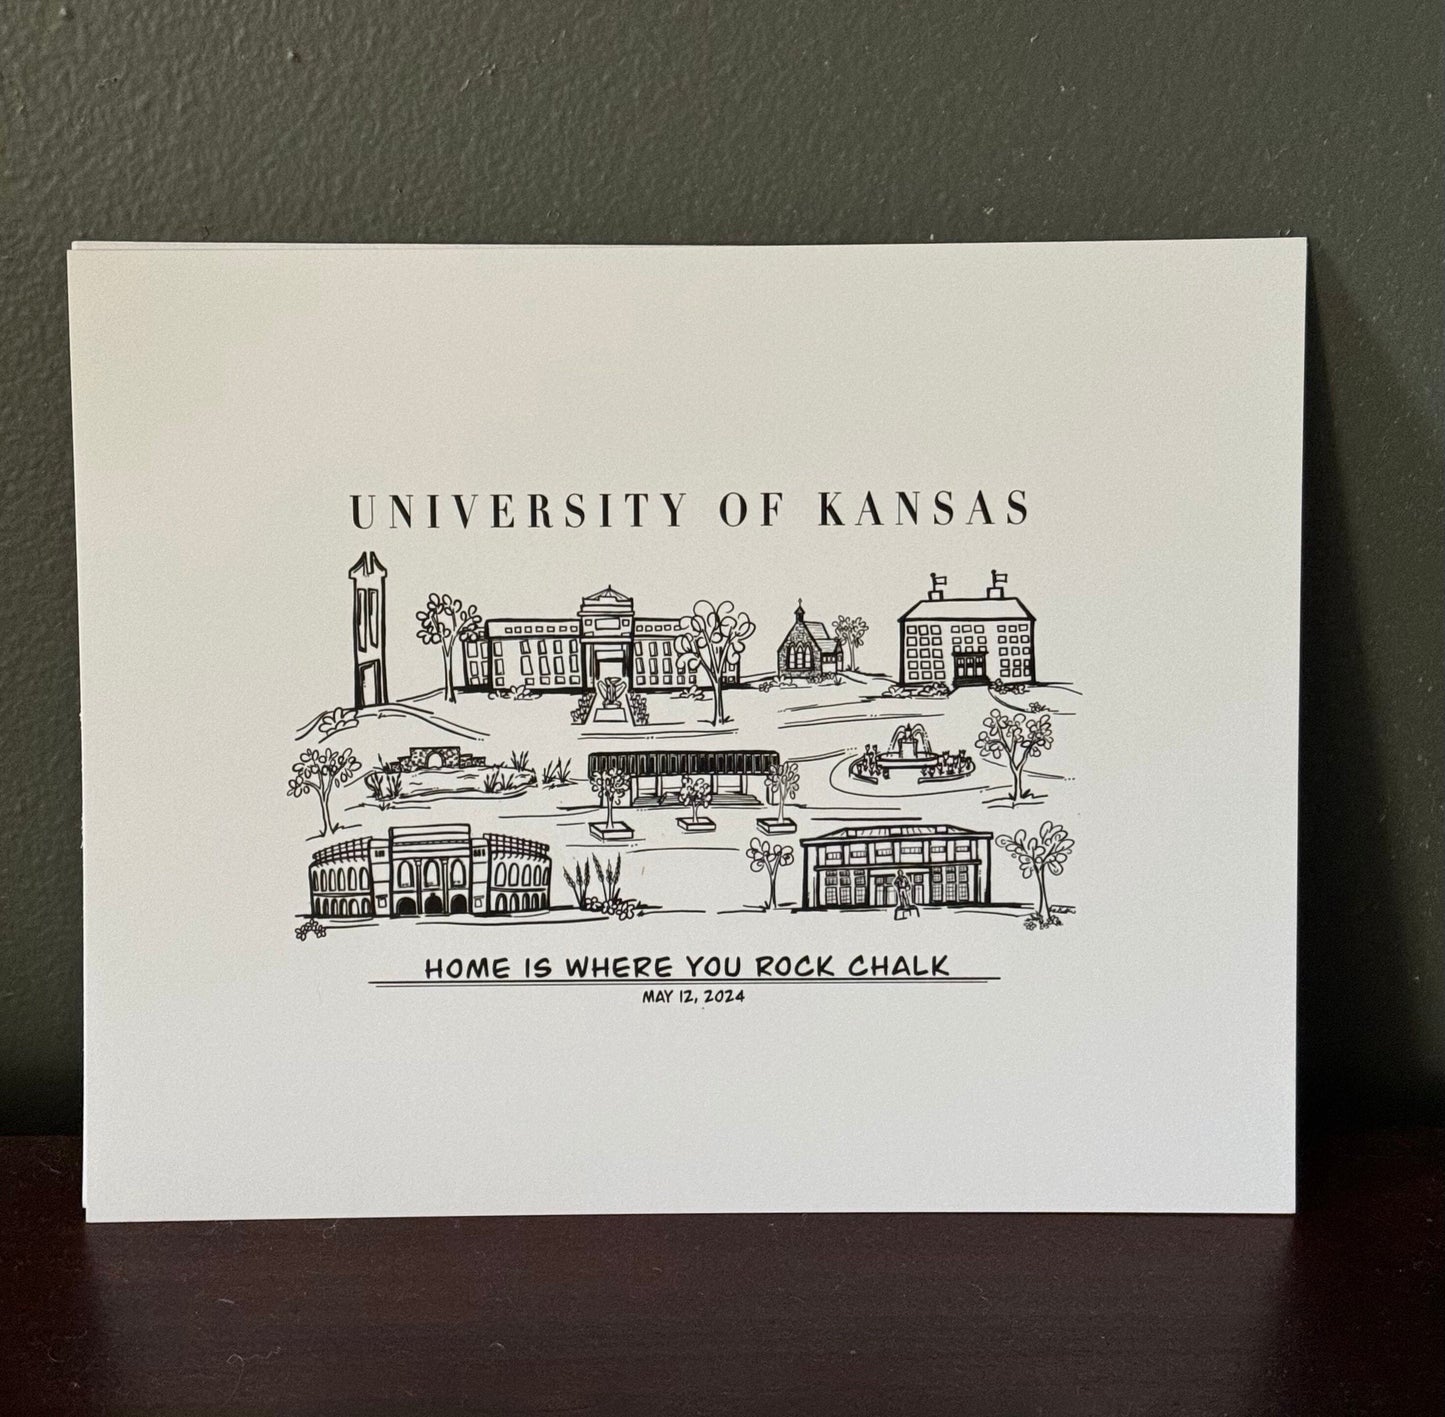 UNIVERSITY OF KANSAS
HOME IS WHERE YOU ROCK CHALK
MAY 12, 2024